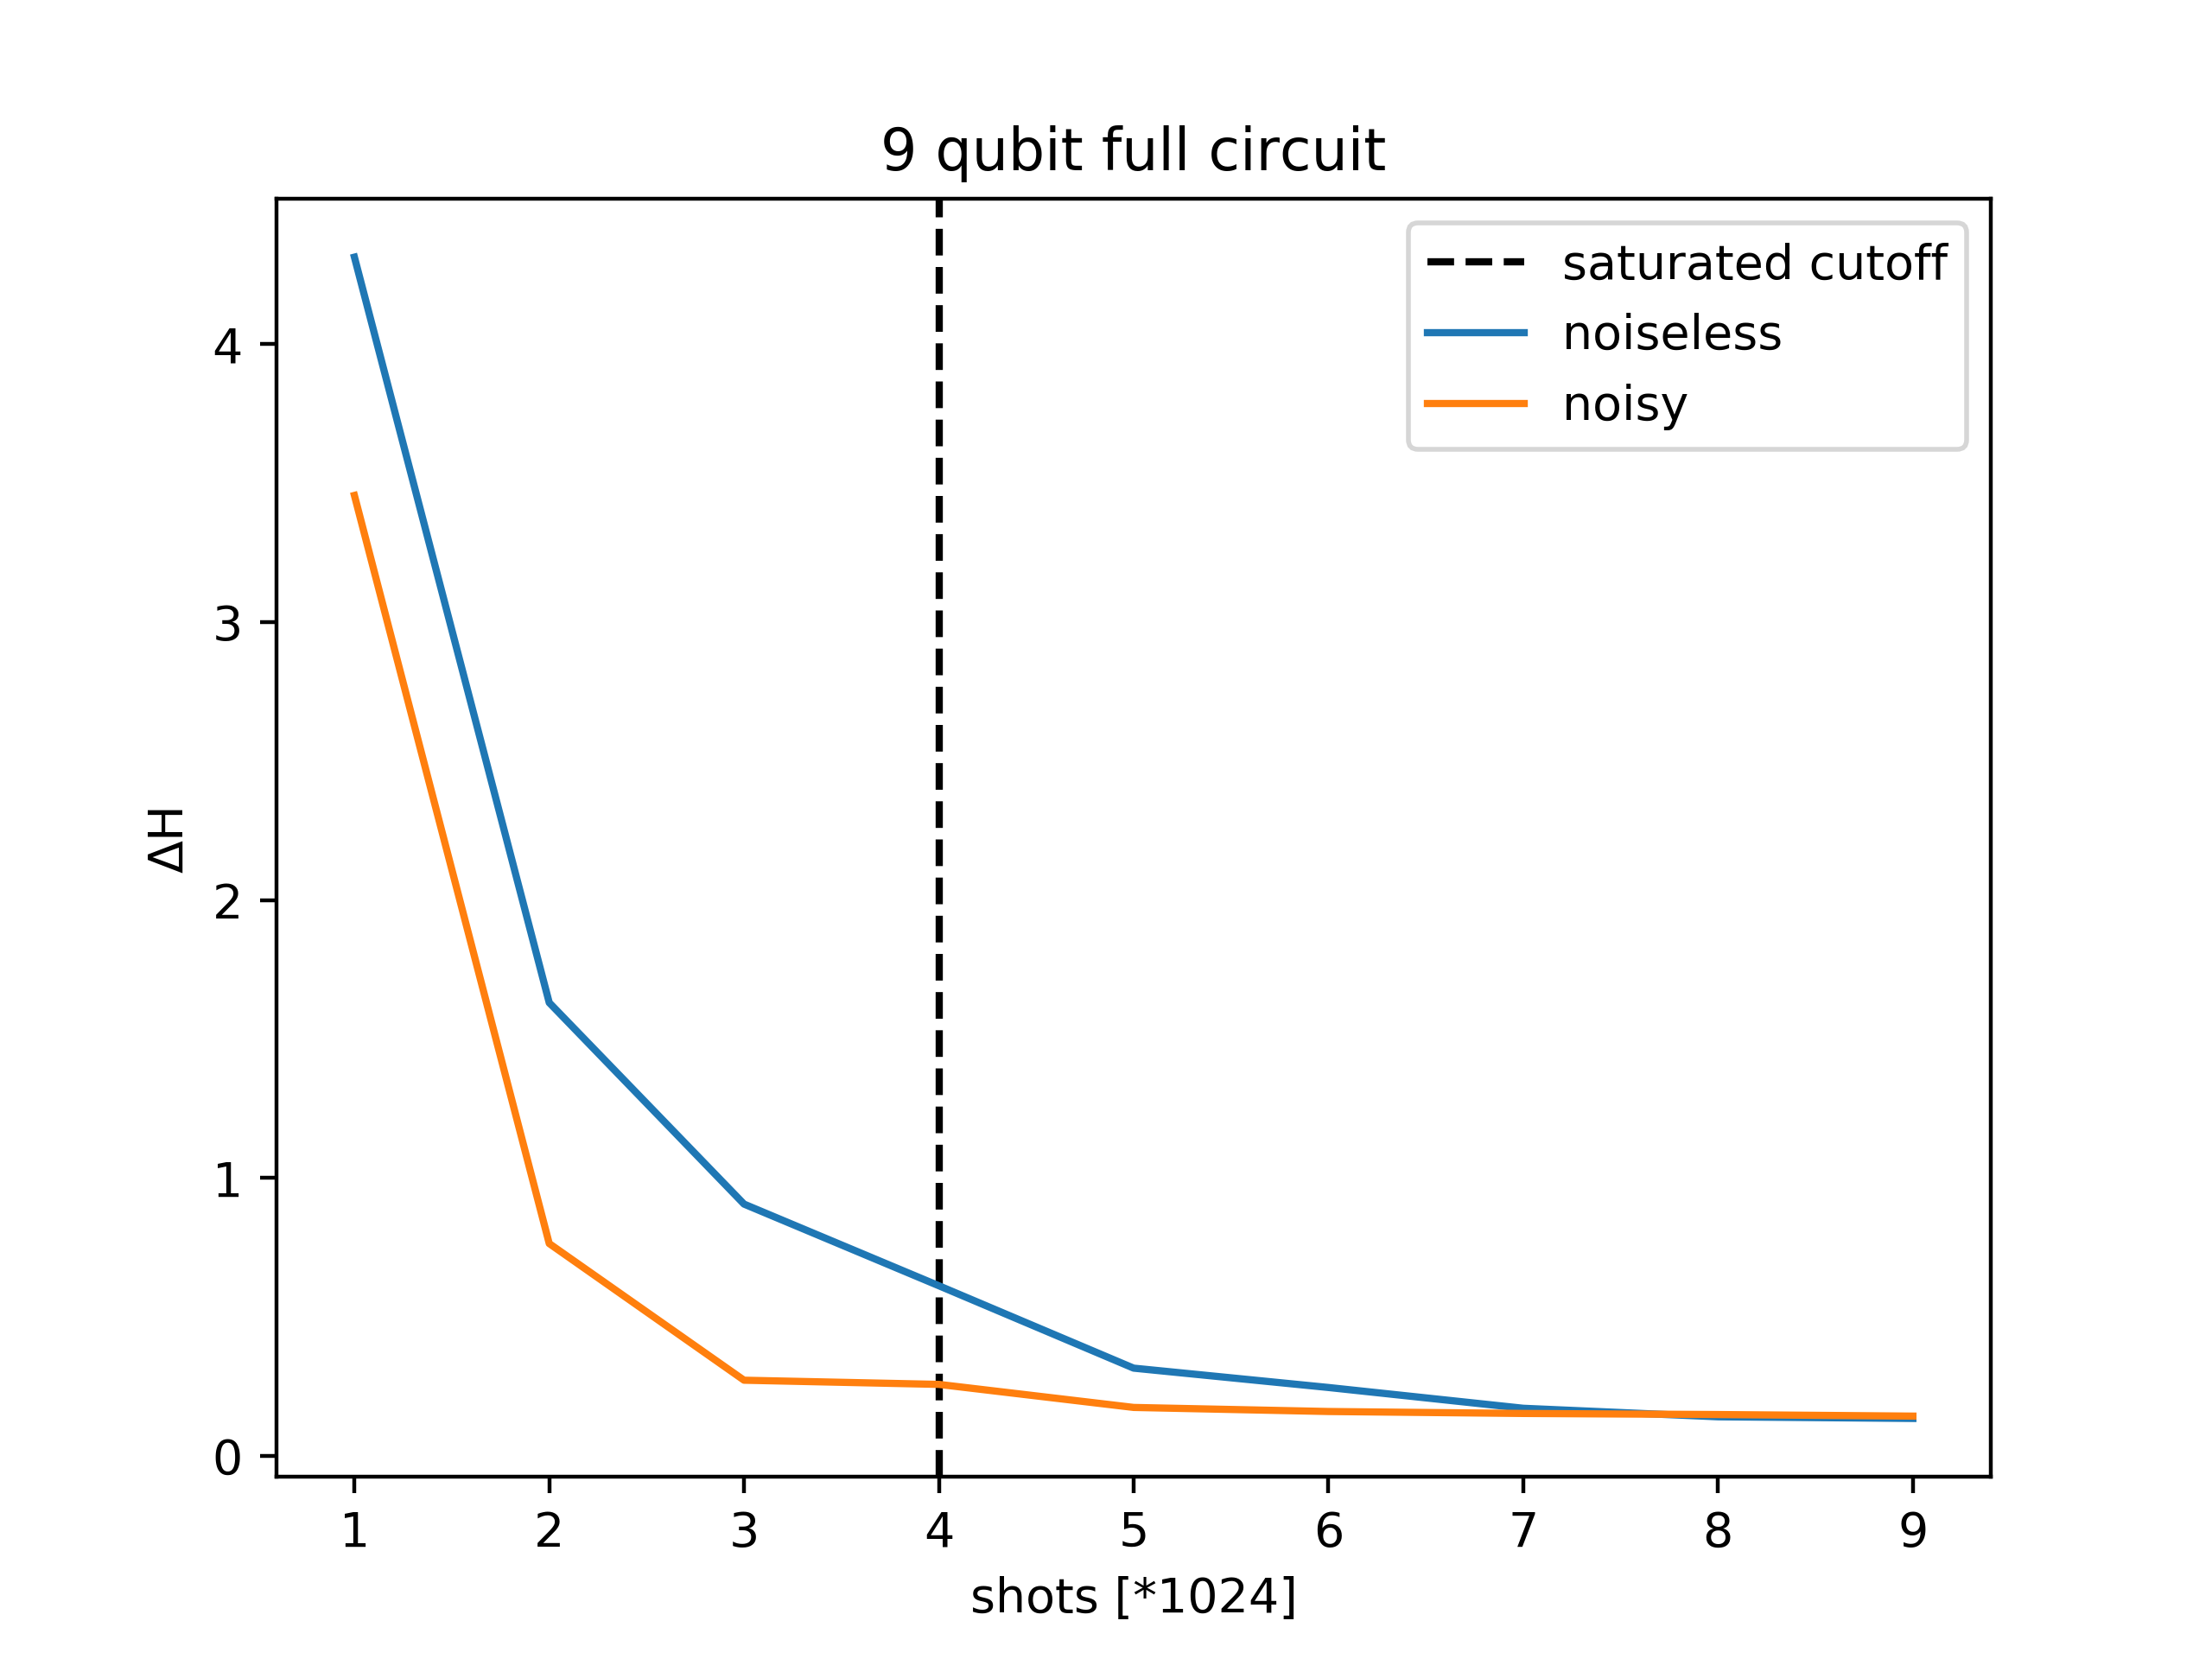 9 qubit full circuit
saturated cutoff
noiseless
noisy
4
3
2
1
0
ΔH
1 2 3 4 5 6 7 8 9
shots [*1024]